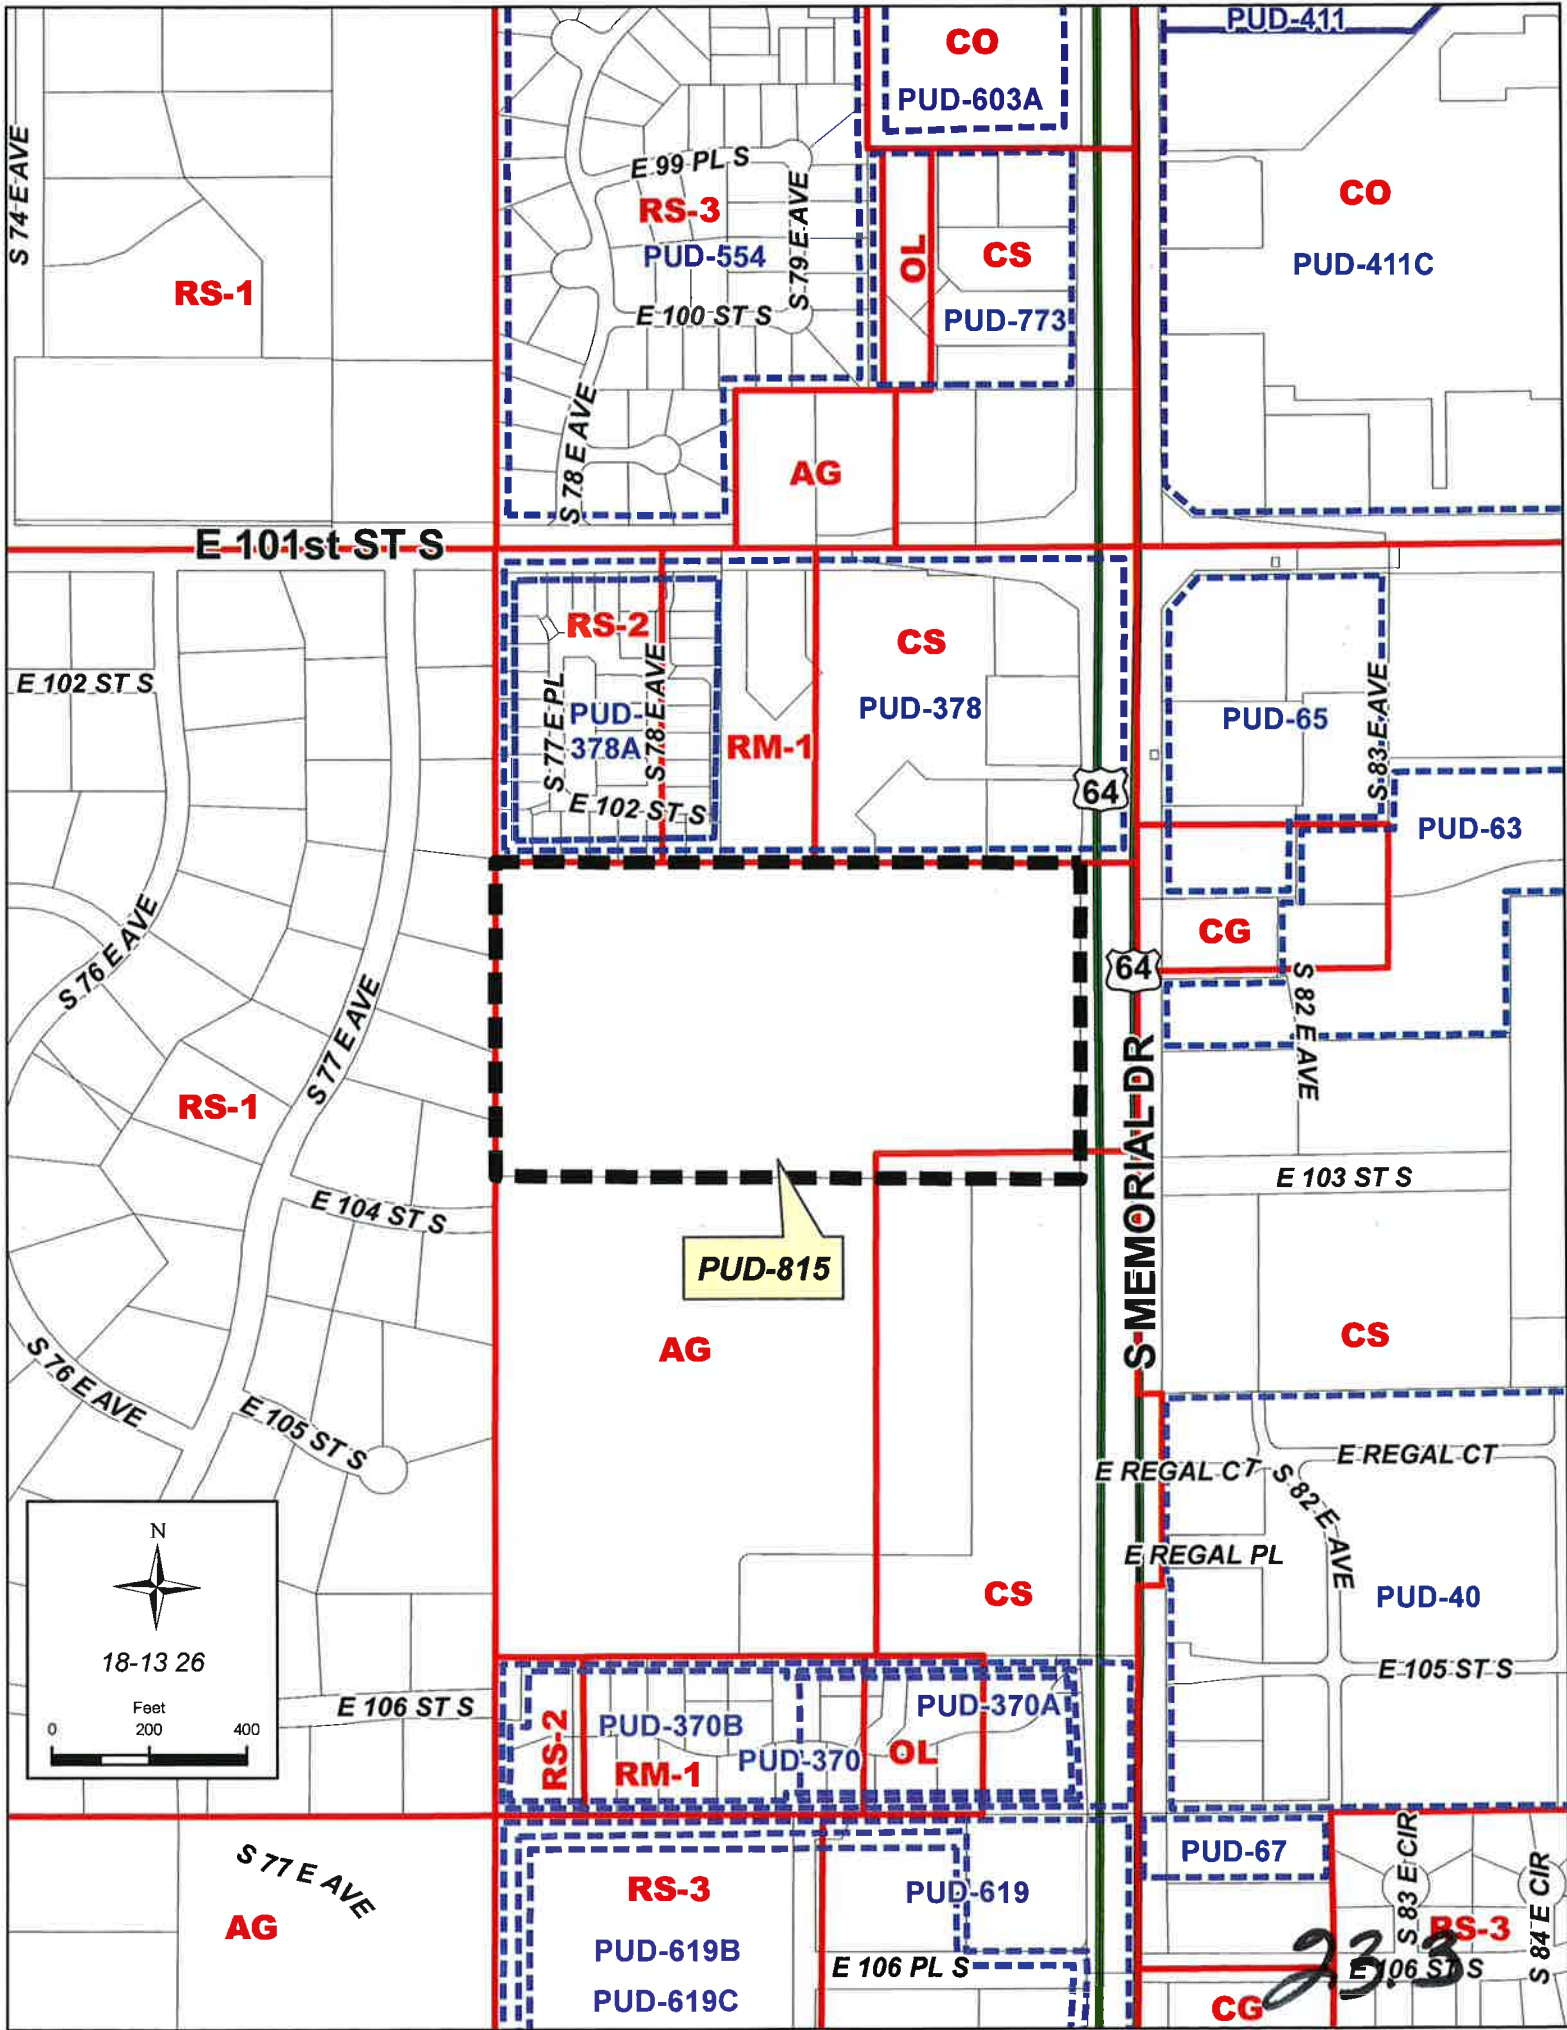 PUD-411
CO
PUD-603A
S 74 E AVE
E 99 PL S
RS-3
S 79 E AVE
CO
PUD-554
OL
CS
PUD-411C
RS-1
E 100 ST S
PUD-773
S 78 E AVE
AG
E 101st ST S
RS-2
CS
E 102 ST S
S 77 E PL
PUD-
378A
S 78 E AVE
RM-1
PUD-378
PUD-65
S 83 E AVE
E 102 ST S
64
PUD-63
S 76 E AVE
CG
64
S 77 E AVE
S 82 E AVE
RS-1
S MEMORIAL DR
E 103 ST S
E 104 ST S
PUD-815
AG
CS
S 76 E AVE
E 105 ST S
E REGAL CT
E REGAL CT
S 82 E AVE
E REGAL PL
CS
PUD-40
N
18-13 26
Feet
0 200 400
E 105 ST S
E 106 ST S
RS-2
PUD-370B
PUD-370A
RM-1
PUD-370
OL
S 77 E AVE
PUD-67
S 83 E CIR
S 84 E CIR
RS-3
PUD-619
AG
RS-3
PUD-619B
E 106 PL S
E 106 ST S
PUD-619C
CG
23.3